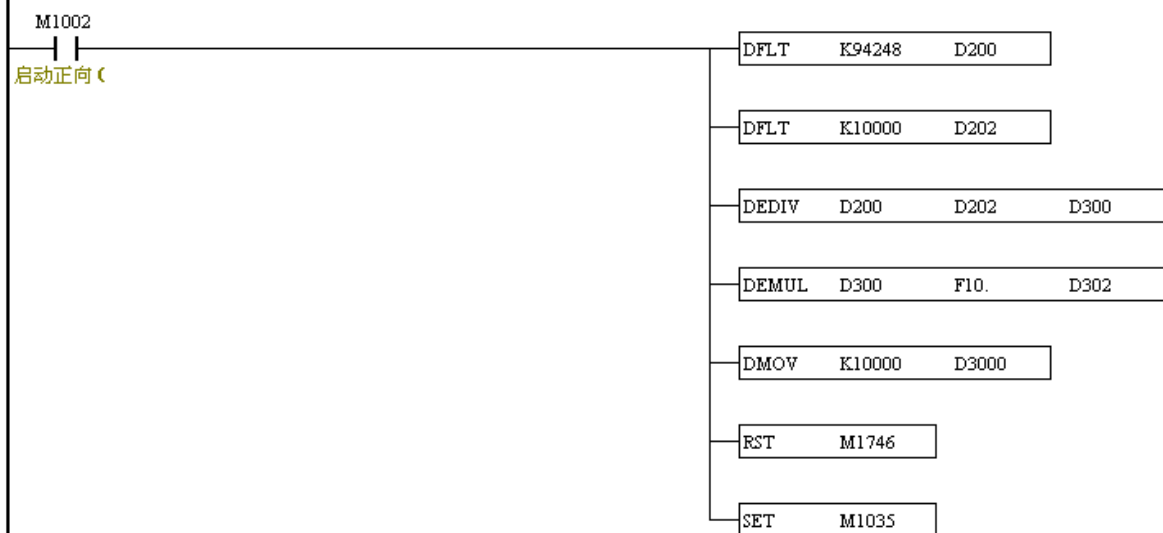 M1002
启动正向(
DFLT K94248 D200
DFLT K10000 D202
DEDIV D200 D202 D300
DEMUL D300 F10. D302
DMOV K10000 D3000
RST M1746
SET M1035